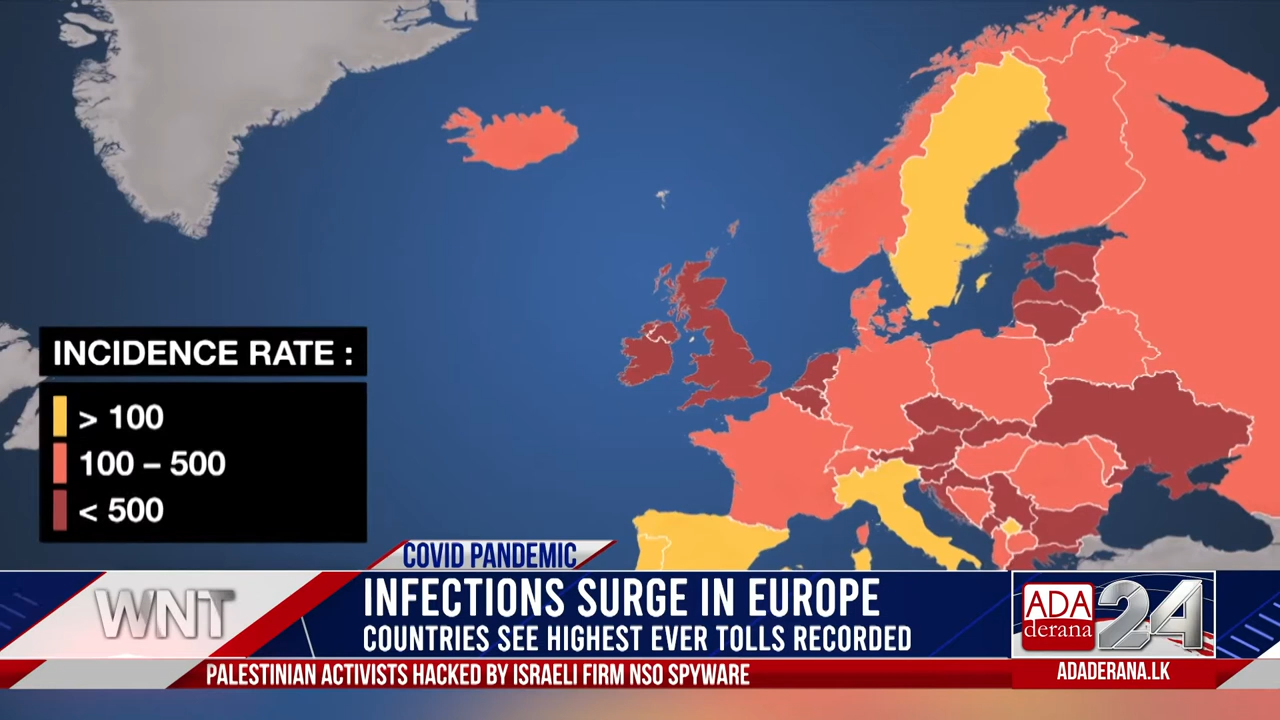 INCIDENCE RATE :
> 100
100 – 500
< 500
COVID PANDEMIC
WNT
INFECTIONS SURGE IN EUROPE
COUNTRIES SEE HIGHEST EVER TOLLS RECORDED
ADA
derana
24
PALESTINIAN ACTIVISTS HACKED BY ISRAELI FIRM NSO SPYWARE
ADADERANA.LK